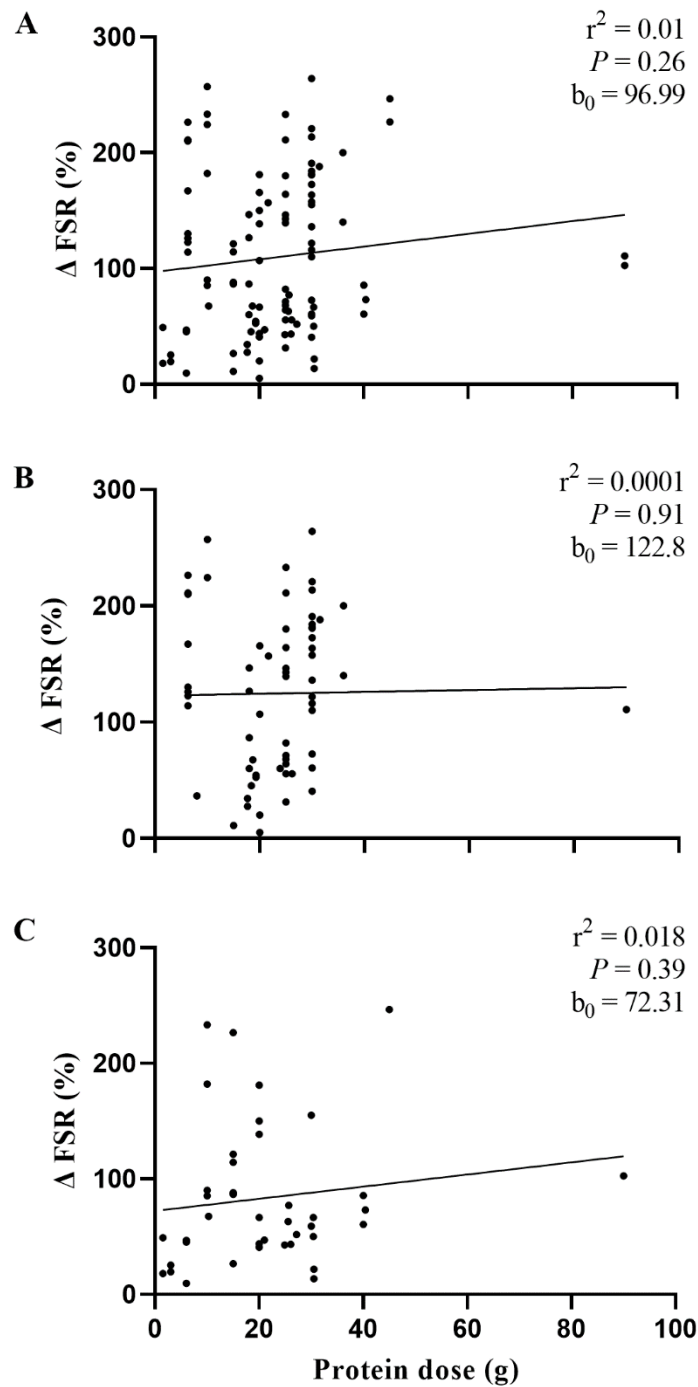 A
r² = 0.01
P = 0.26
b₀ = 96.99
300
200
100
0
Δ FSR (%)
B
r² = 0.0001
P = 0.91
b₀ = 122.8
300
200
100
0
Δ FSR (%)
C
r² = 0.018
P = 0.39
b₀ = 72.31
300
200
100
0
Δ FSR (%)
0 20 40 60 80 100
Protein dose (g)